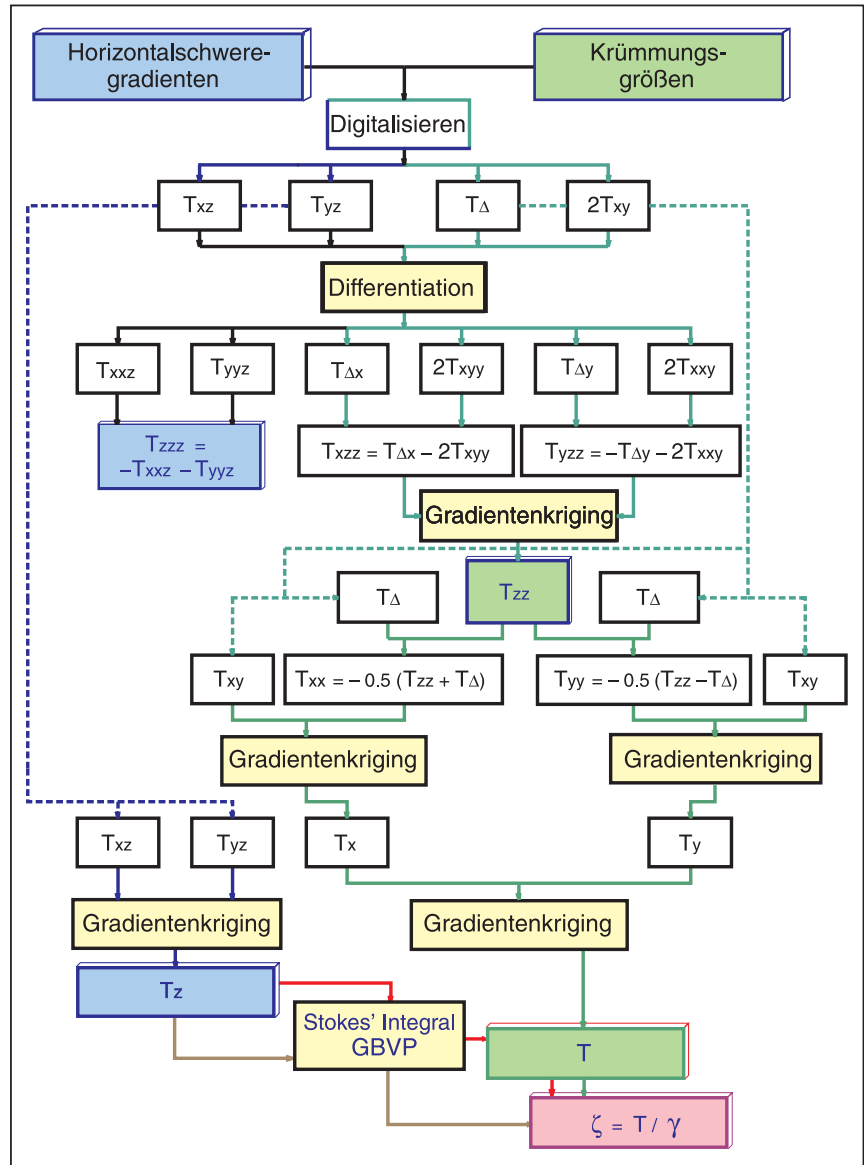 Horizontalschwere-
gradienten
Krümmungs-
größen
Digitalisieren
Txz
Tyz
TΔ
2Txy
Differentiation
Txxz
Tyyz
TΔx
2Txyy
TΔy
2Txxy
Tzzz =
–Txxz – Tyyz
Txzz = TΔx – 2Txyy
Tyzz = –TΔy – 2Txxy
Gradientenkriging
TΔ
Tzz
TΔ
Txy
Txx = – 0.5 (Tzz + TΔ)
Tyy = – 0.5 (Tzz – TΔ)
Txy
Gradientenkriging
Gradientenkriging
Txz
Tyz
Tx
Ty
Gradientenkriging
Gradientenkriging
Tz
Stokes' Integral
GBVP
T
ζ = T / γ